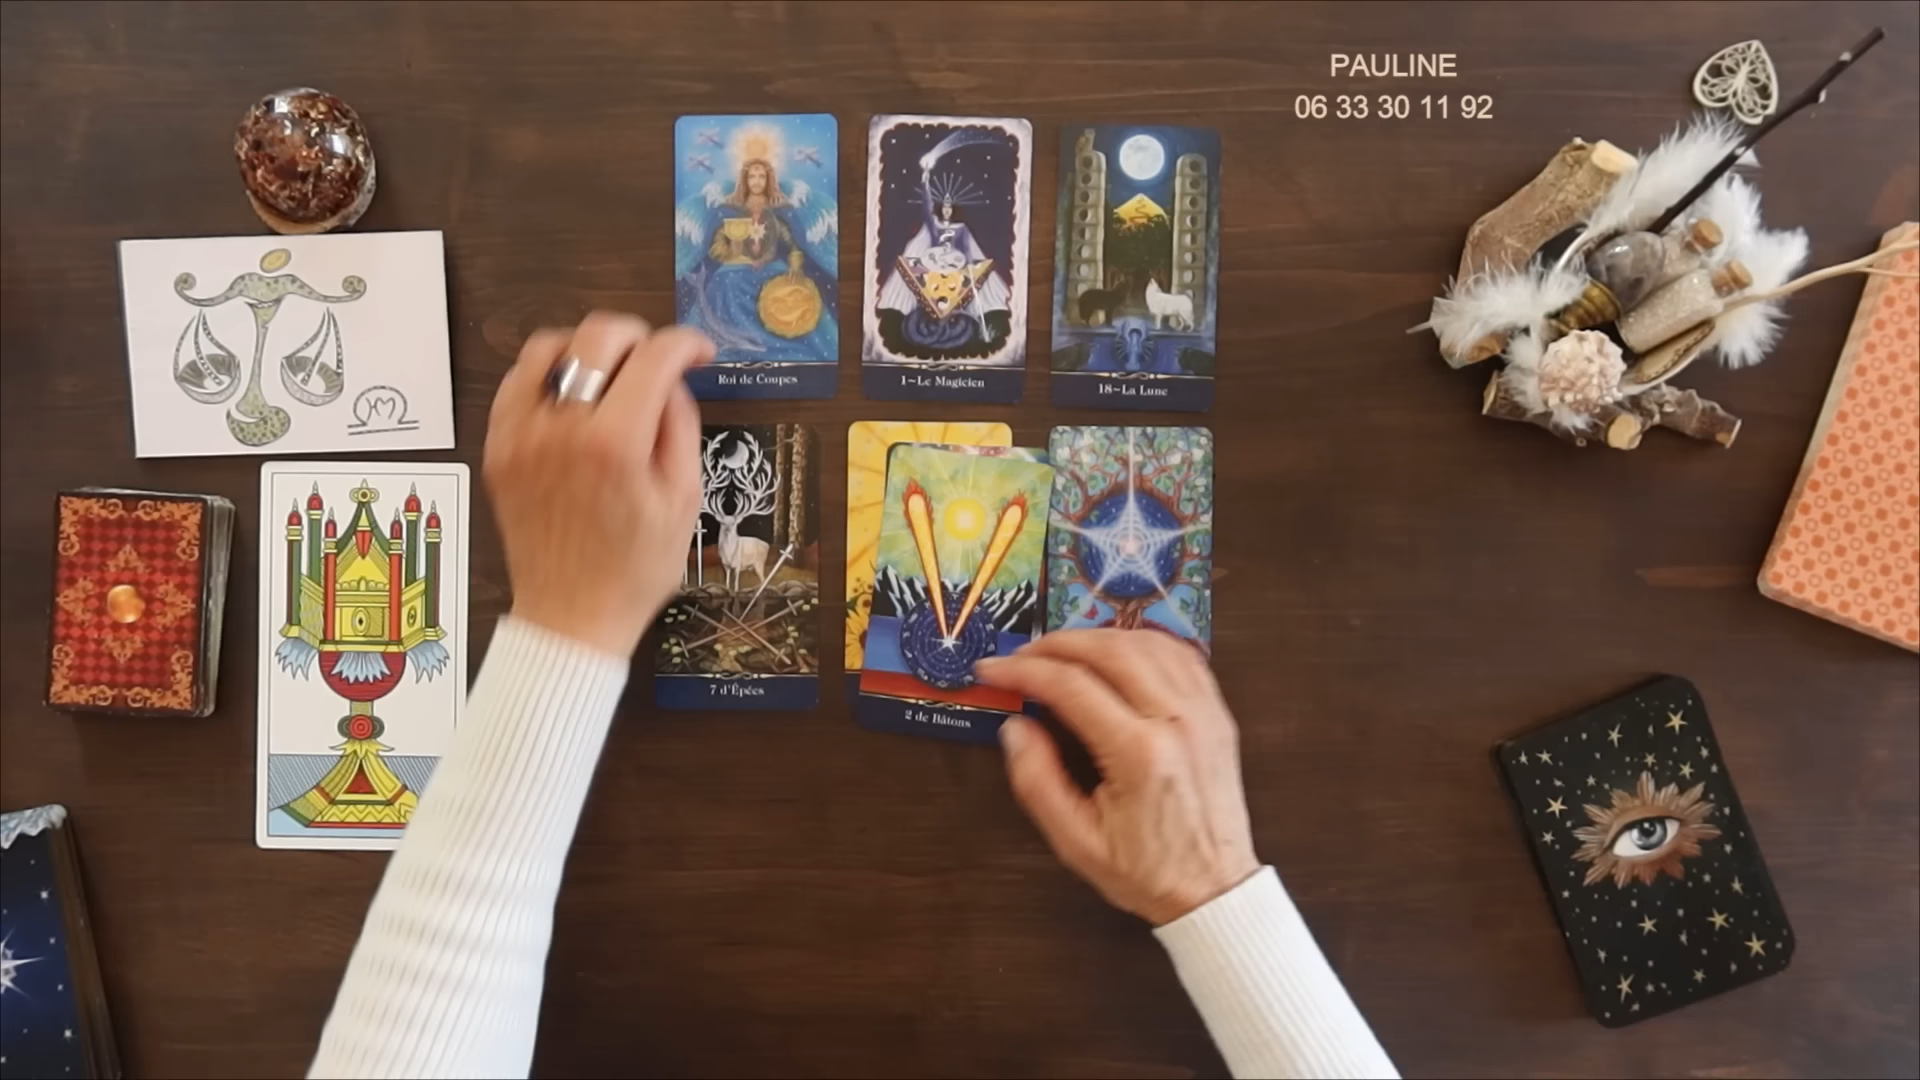 PAULINE
06 33 30 11 92
Roi de Coupes
1~Le Magicien
18~La Lune
7 d'Épées
2 de Bâtons